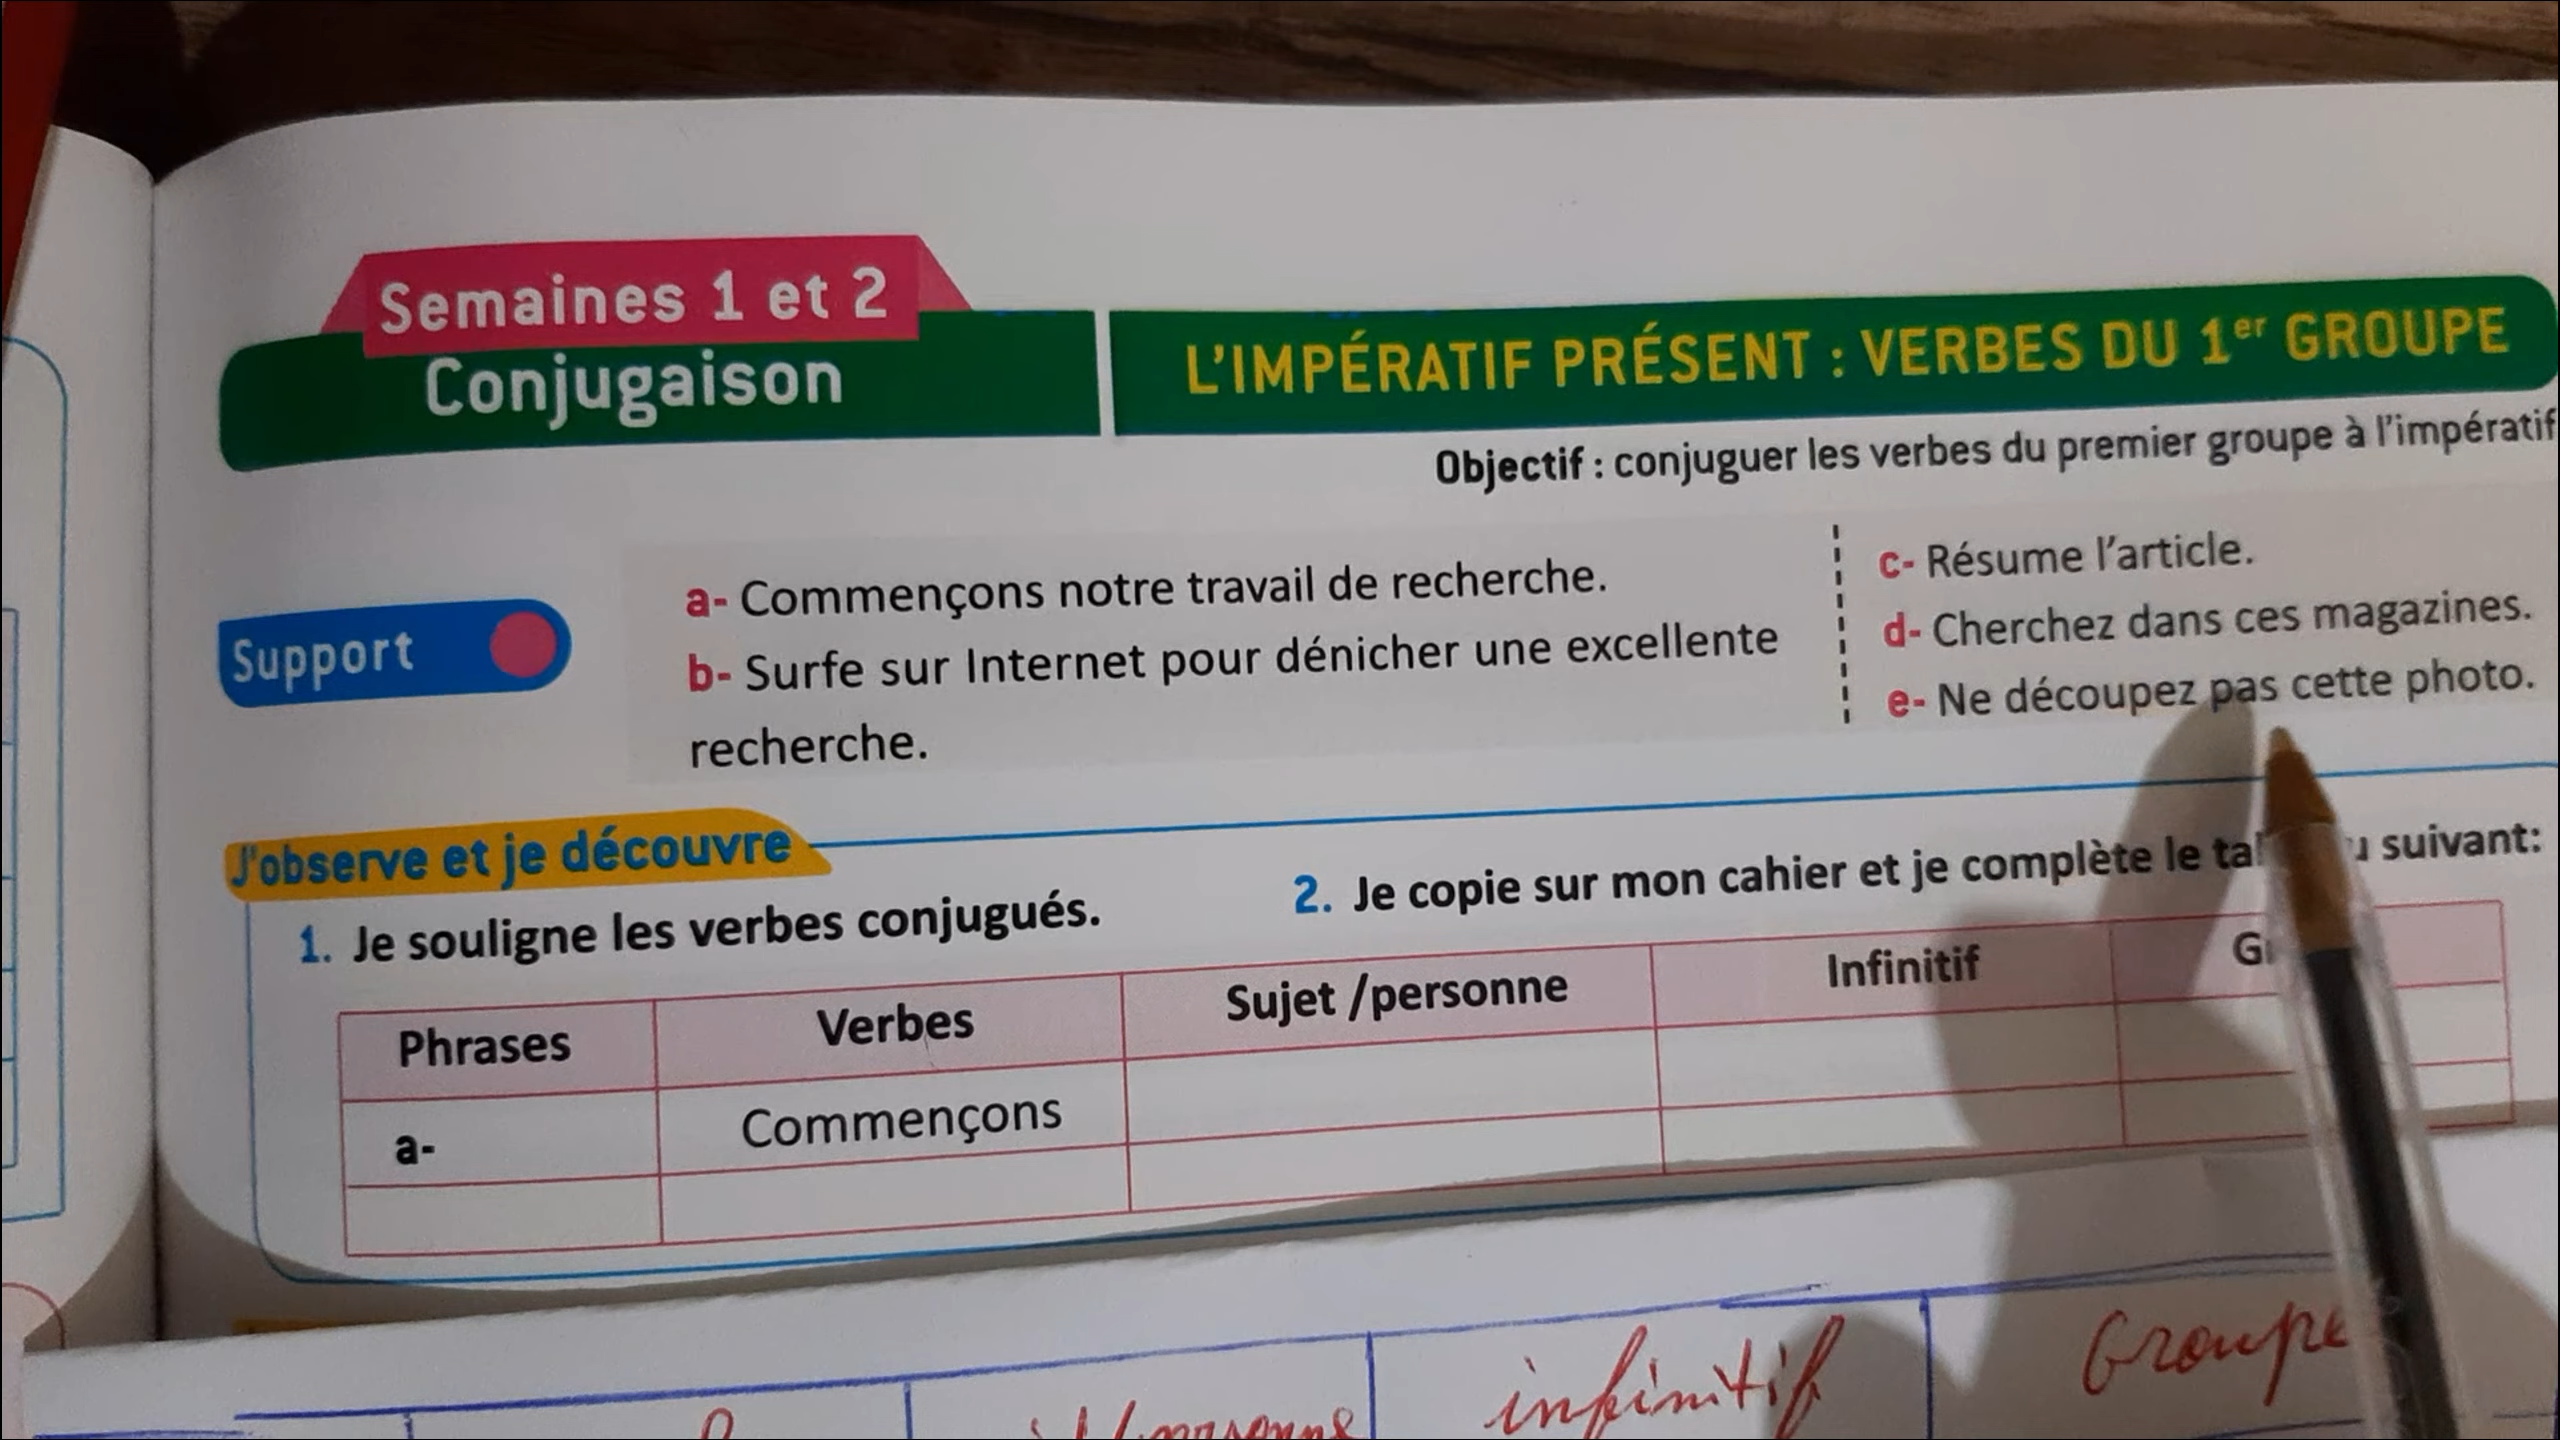 Semaines 1 et 2
Conjugaison
L'IMPÉRATIF PRÉSENT : VERBES DU 1er GROUPE
Objectif : conjuguer les verbes du premier groupe à l'impératif
Support
a- Commençons notre travail de recherche.
b- Surfe sur Internet pour dénicher une excellente
recherche.
c- Résume l'article.
d- Cherchez dans ces magazines.
e- Ne découpez pas cette photo.
J'observe et je découvre
1. Je souligne les verbes conjugués.
2. Je copie sur mon cahier et je complète le suivant:
Phrases Verbes Sujet /personne Infinitif
a- Commençons
infinitif Groupe